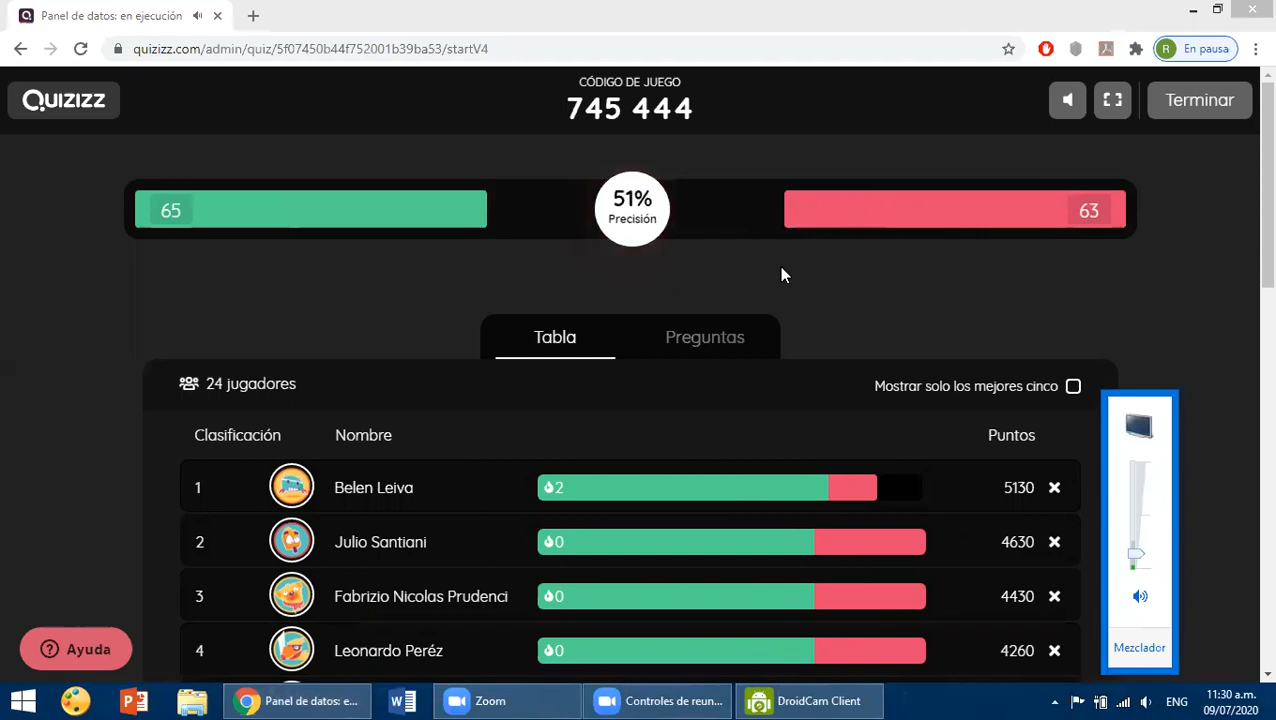 Panel de datos: en ejecución
quizizz.com/admin/quiz/5f07450b44f752001b39ba53/startV4
R En pausa
Quizizz
CÓDIGO DE JUEGO
745 444
Terminar
65
51%
Precisión
63
Tabla Preguntas
24 jugadores
Mostrar solo los mejores cinco
Clasificación Nombre Puntos
1 Belen Leiva 2 5130
2 Julio Santiani 0 4630
3 Fabrizio Nicolas Prudenci 0 4430
4 Leonardo Peréz 0 4260
Ayuda
Mezclador
Panel de datos: e...
Zoom
Controles de reun...
DroidCam Client
ENG
11:30 a.m.
09/07/2020